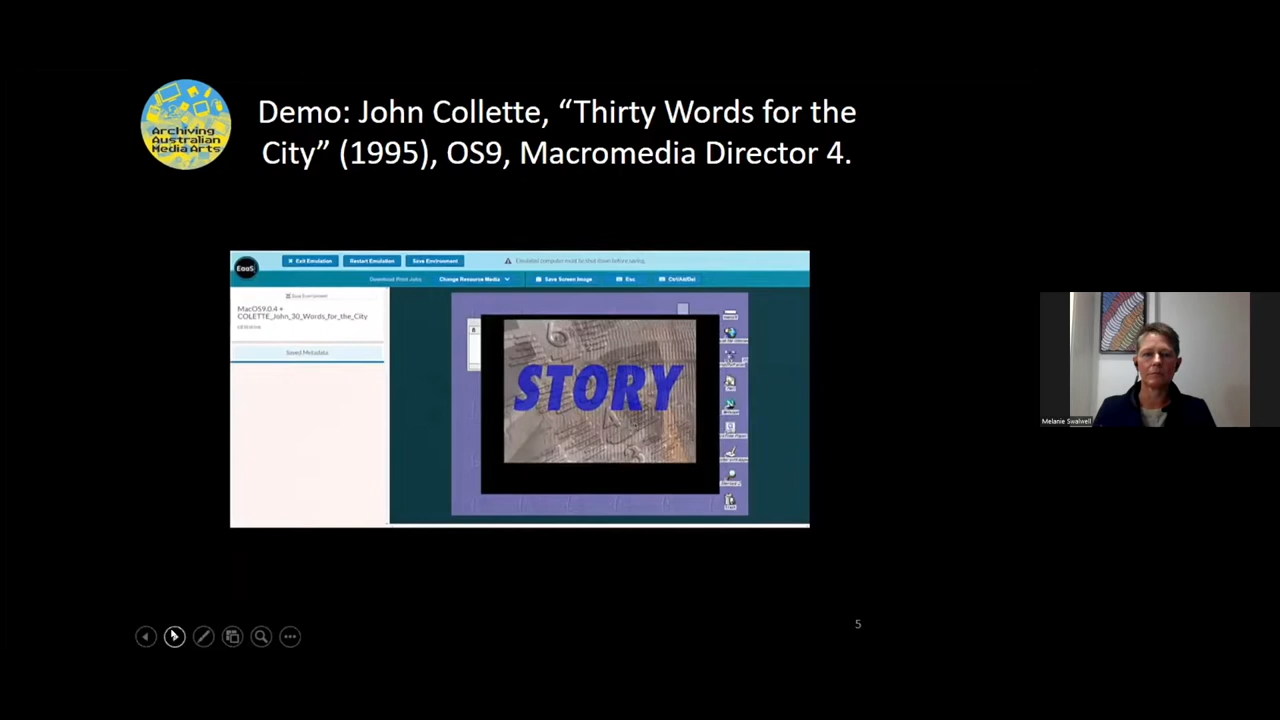 Archiving
Australian
Media Arts
Demo: John Collette, “Thirty Words for the
City” (1995), OS9, Macromedia Director 4.
EaaS
Exit Emulation
Restart Emulation
Save Environment
Emulated computer must be shut down before saving.
Download Print Jobs
Change Resource Media
Save Screen Image
Esc
Ctrl/Alt/Del
MacOS9.0.4 +
COLETTE_John_30_Words_for_the_City
Saved Metadata
STORY
Melanie Swalwell
5